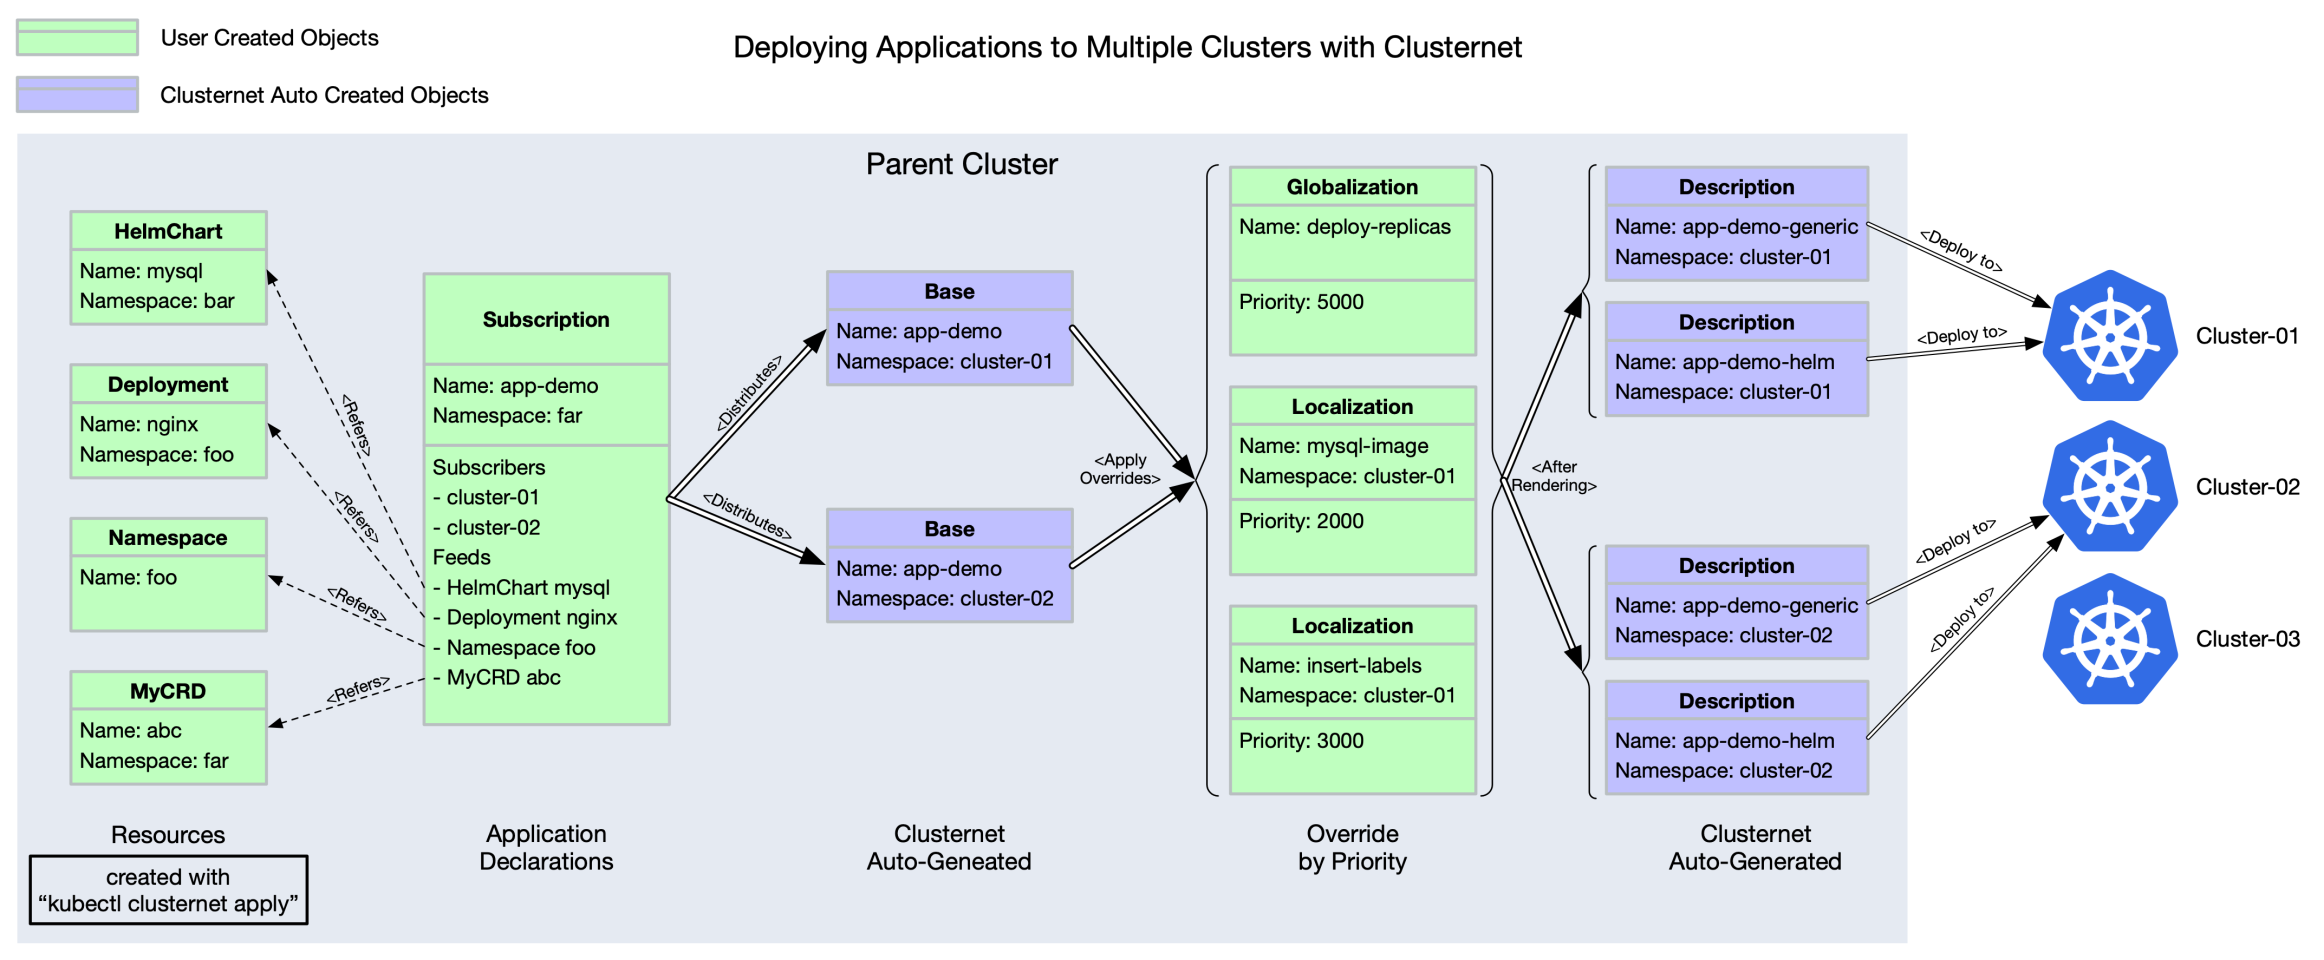 User Created Objects
Clusternet Auto Created Objects
Deploying Applications to Multiple Clusters with Clusternet
Parent Cluster
HelmChart
Name: mysql
Namespace: bar
Deployment
Name: nginx
Namespace: foo
Namespace
Name: foo
MyCRD
Name: abc
Namespace: far
Resources
created with
“kubectl clusternet apply”
<Refers>
<Refers>
<Refers>
<Refers>
Subscription
Name: app-demo
Namespace: far
Subscribers
- cluster-01
- cluster-02
Feeds
- HelmChart mysql
- Deployment nginx
- Namespace foo
- MyCRD abc
Application
Declarations
<Distributes>
<Distributes>
Base
Name: app-demo
Namespace: cluster-01
Base
Name: app-demo
Namespace: cluster-02
Clusternet
Auto-Geneated
<Apply
Overrides>
Globalization
Name: deploy-replicas
Priority: 5000
Localization
Name: mysql-image
Namespace: cluster-01
Priority: 2000
Localization
Name: insert-labels
Namespace: cluster-01
Priority: 3000
Override
by Priority
<After
Rendering>
Description
Name: app-demo-generic
Namespace: cluster-01
Description
Name: app-demo-helm
Namespace: cluster-01
Description
Name: app-demo-generic
Namespace: cluster-02
Description
Name: app-demo-helm
Namespace: cluster-02
Clusternet
Auto-Generated
<Deploy to>
<Deploy to>
<Deploy to>
<Deploy to>
Cluster-01
Cluster-02
Cluster-03